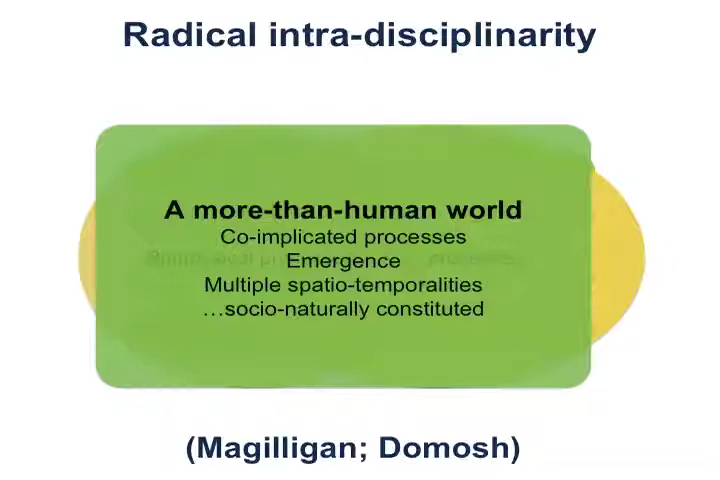 Radical intra-disciplinarity
A more-than-human world
Co-implicated processes
Emergence
Multiple spatio-temporalities
…socio-naturally constituted
(Magilligan; Domosh)